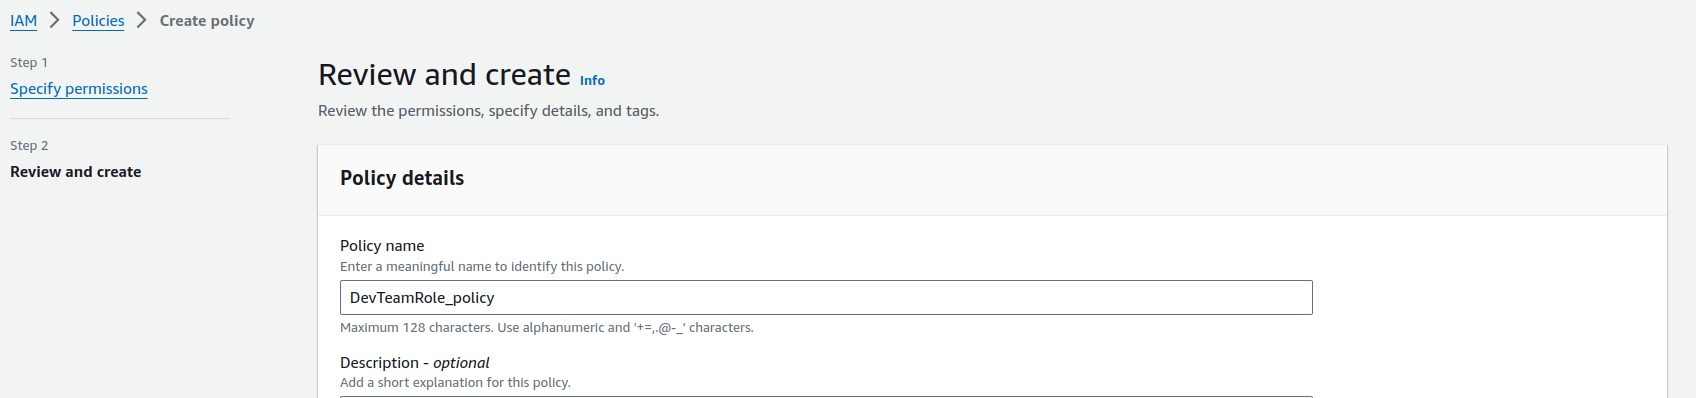 IAM > Policies > Create policy
Step 1
Specify permissions
Step 2
Review and create
Review and create Info
Review the permissions, specify details, and tags.
Policy details
Policy name
Enter a meaningful name to identify this policy.
DevTeamRole_policy
Maximum 128 characters. Use alphanumeric and '+=,.@-_' characters.
Description - optional
Add a short explanation for this policy.